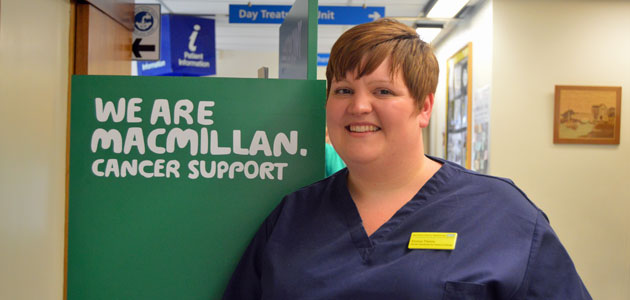 Day Treatment Unit
i
Patient
Information
WE ARE
MACMILLAN.
CANCER SUPPORT